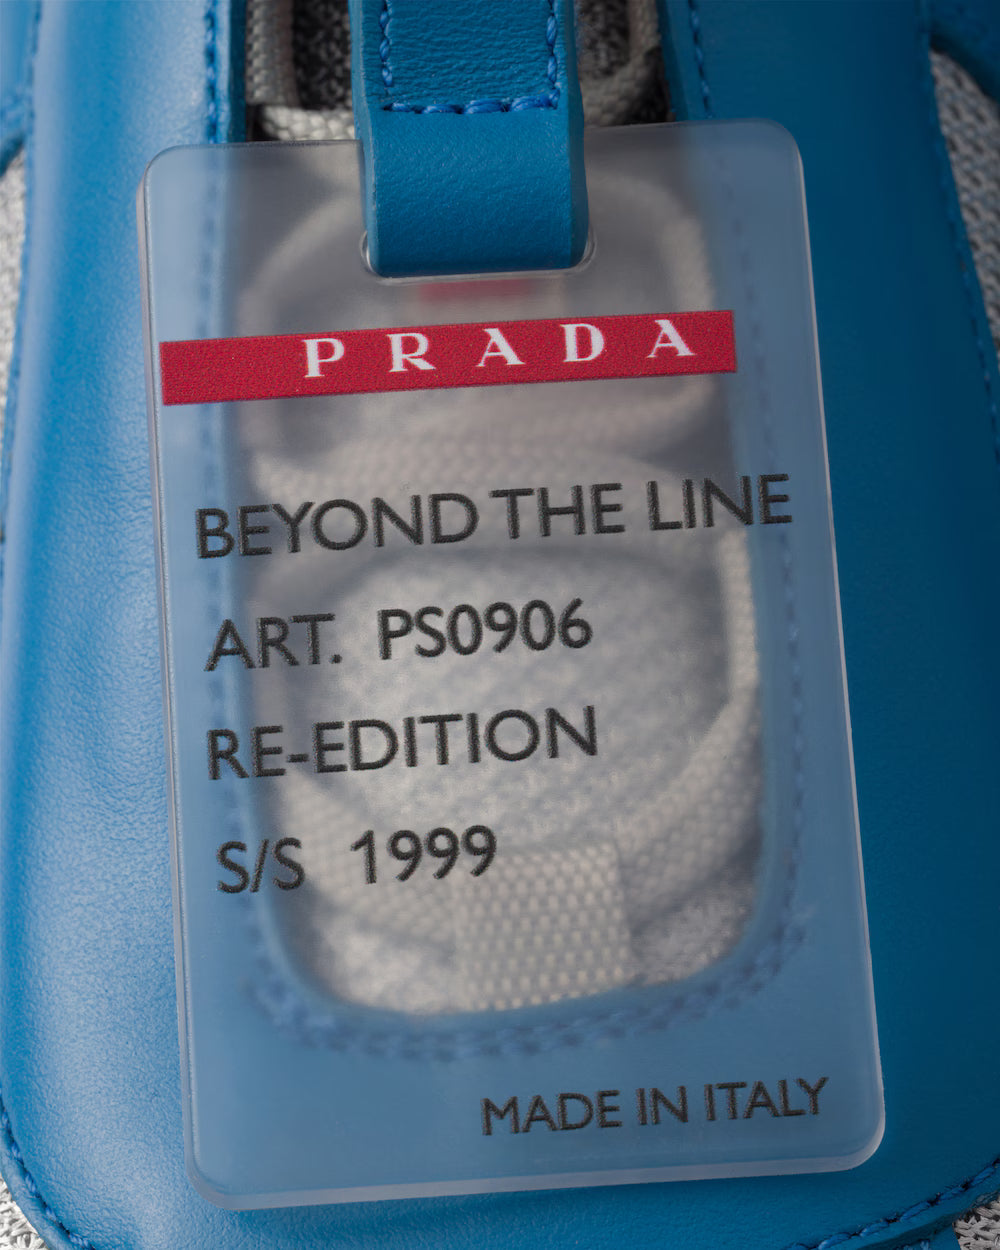 PRADA
BEYOND THE LINE
ART. PS0906
RE-EDITION
S/S 1999
MADE IN ITALY